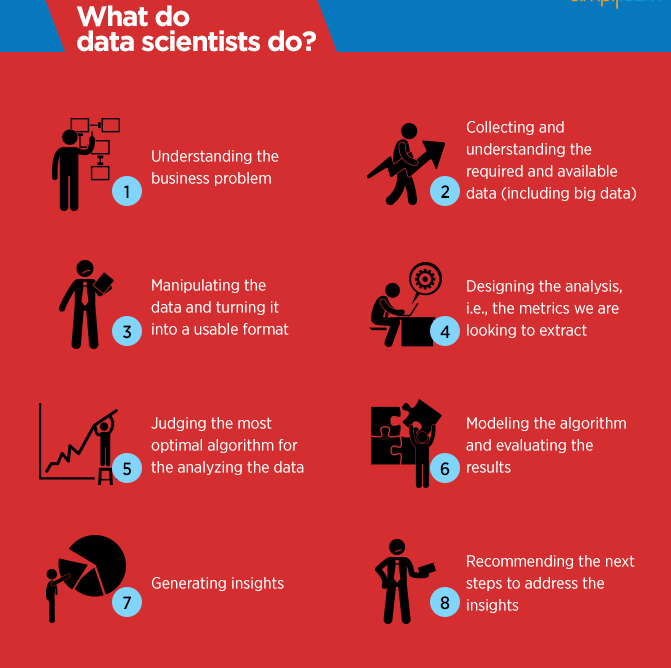 What do
data scientists do?
1
Understanding the
business problem
2
Collecting and
understanding the
required and available
data (including big data)
3
Manipulating the
data and turning it
into a usable format
4
Designing the analysis,
i.e., the metrics we are
looking to extract
5
Judging the most
optimal algorithm for
the analyzing the data
6
Modeling the algorithm
and evaluating the
results
7
Generating insights
8
Recommending the next
steps to address the
insights